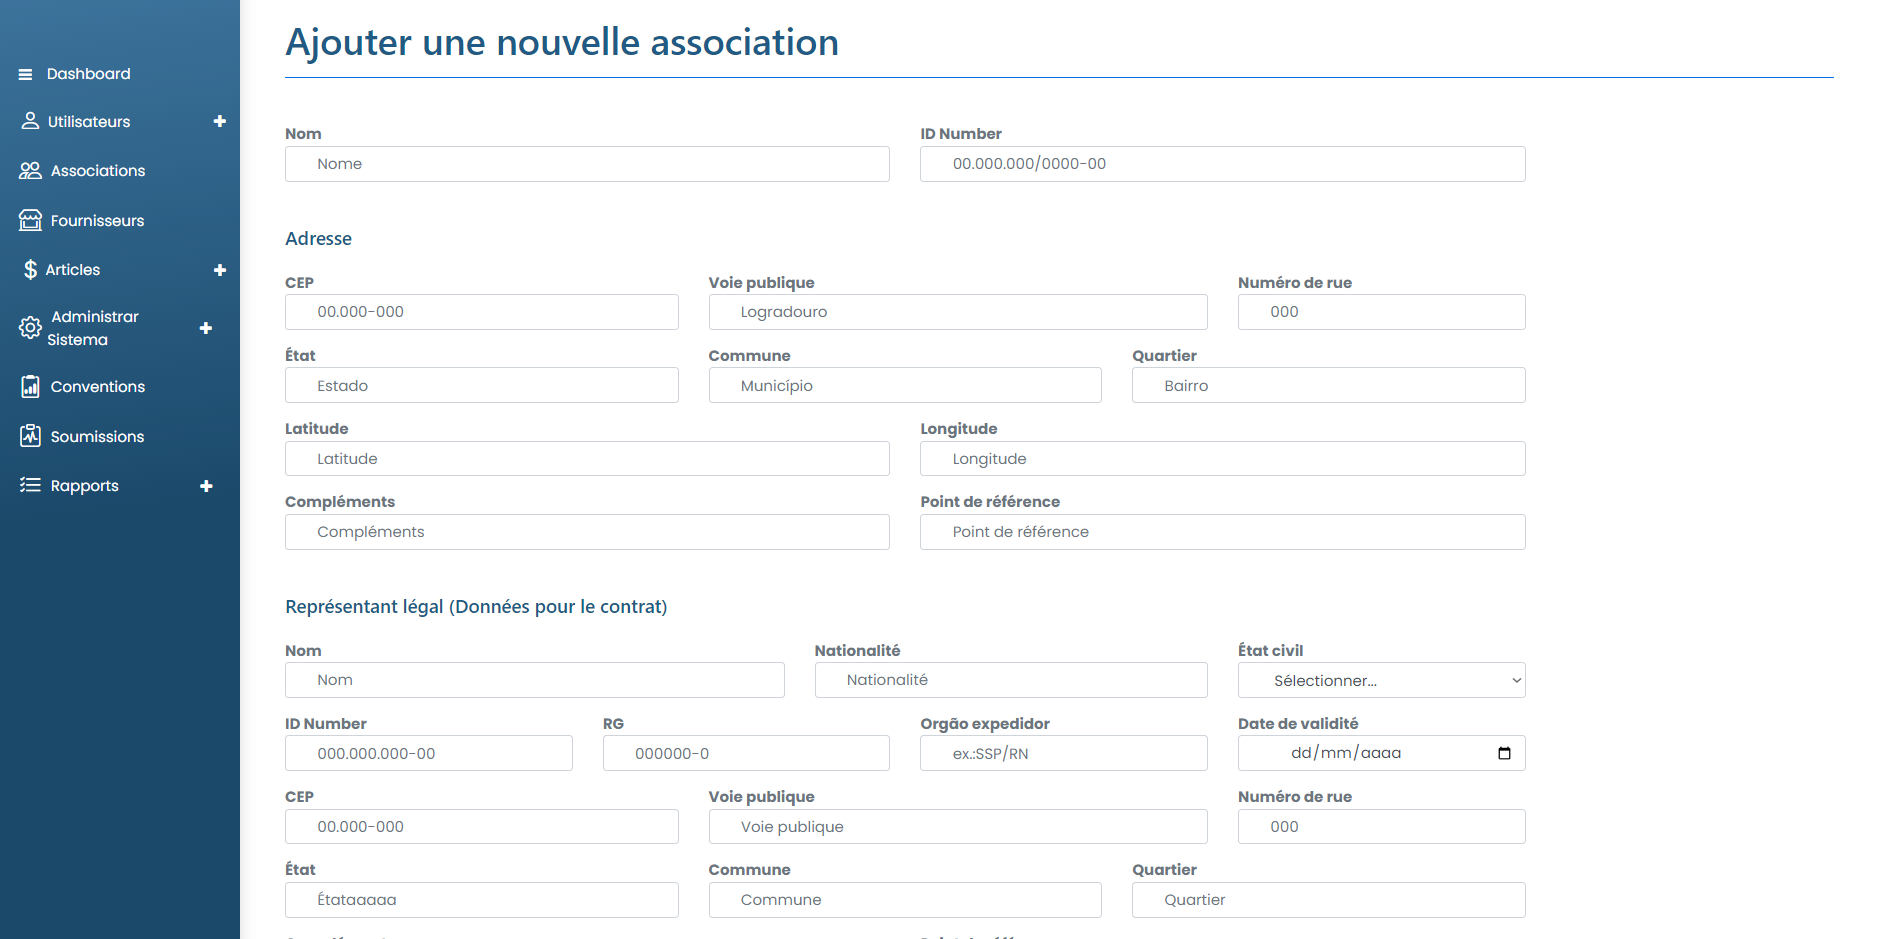 Dashboard
Utilisateurs
Associations
Fournisseurs
Articles
Administrar
Sistema
Conventions
Soumissions
Rapports
Ajouter une nouvelle association
Nom ID Number
Nome 00.000.000/0000-00
Adresse
CEP Voie publique Numéro de rue
00.000-000 Logradouro 000
État Commune Quartier
Estado Município Bairro
Latitude Longitude
Latitude Longitude
Compléments Point de référence
Compléments Point de référence
Représentant légal (Données pour le contrat)
Nom Nationalité État civil
Nom Nationalité Sélectionner...
ID Number RG Orgão expedidor Date de validité
000.000.000-00 000000-0 ex.:SSP/RN dd/mm/aaaa
CEP Voie publique Numéro de rue
00.000-000 Voie publique 000
État Commune Quartier
Étataaaaa Commune Quartier